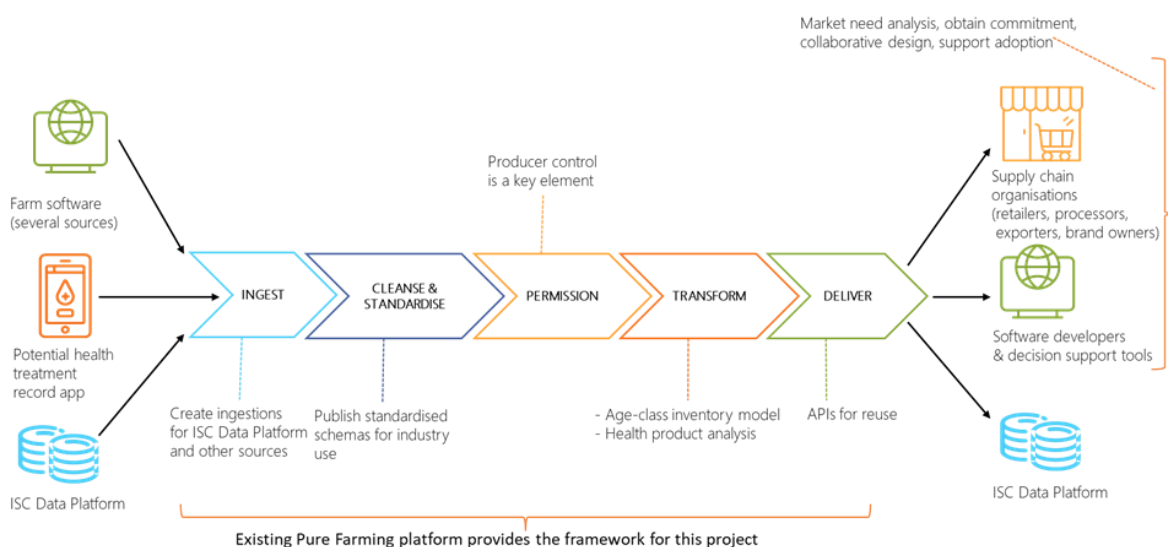 Market need analysis, obtain commitment,
collaborative design, support adoption
Farm software
(several sources)
Potential health
treatment
record app
ISC Data Platform
INGEST
CLEANSE &
STANDARDISE
PERMISSION
TRANSFORM
DELIVER
Producer control
is a key element
Create ingestions
for ISC Data Platform
and other sources
Publish standardised
schemas for industry
use
- Age-class inventory model
- Health product analysis
APIs for reuse
Supply chain
organisations
(retailers, processors,
exporters, brand owners)
Software developers
& decision support tools
ISC Data Platform
Existing Pure Farming platform provides the framework for this project